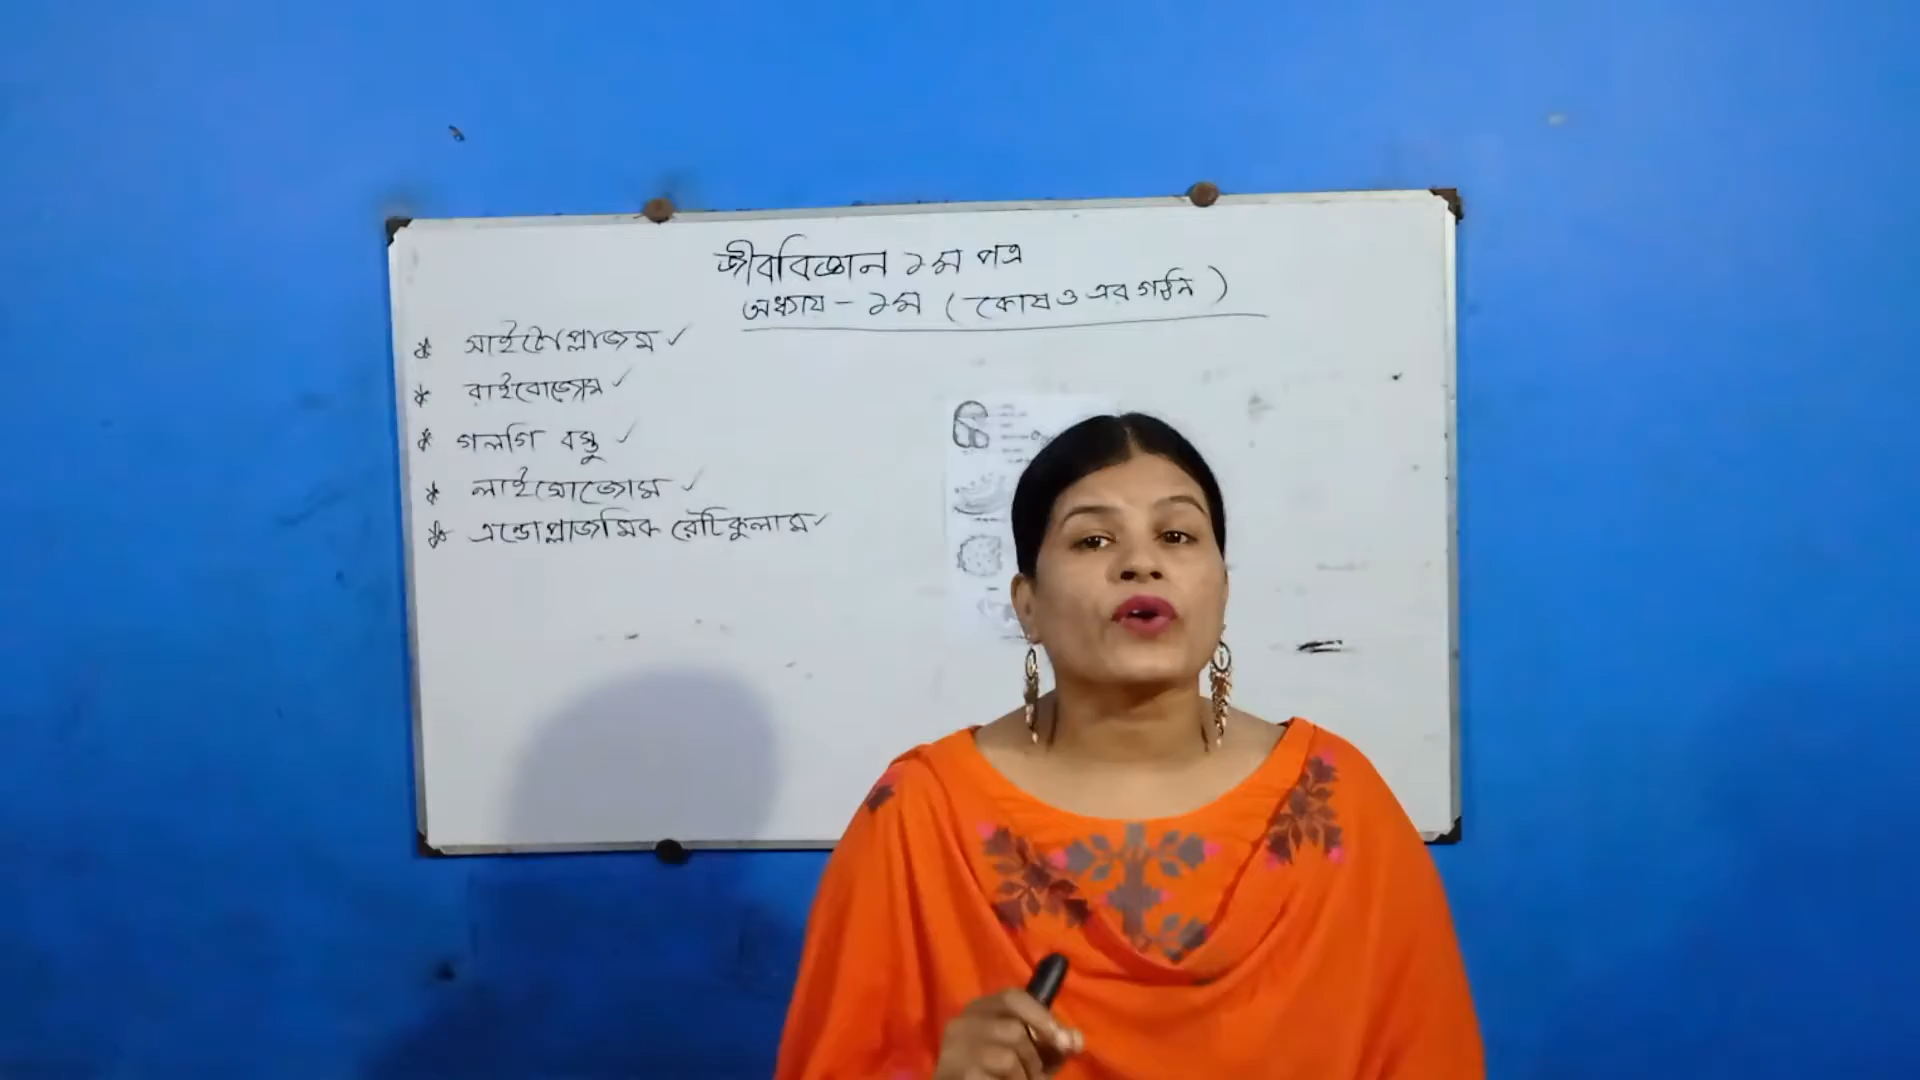 জীববিজ্ঞান ১ম পত্র
অধ্যায় - ১ম ( কোষ ও এর গঠন )
* সাইটোপ্লাজম ✓
* রাইবোজোম ✓
* গলগি বস্তু ✓
* লাইসোজোম ✓
* এন্ডোপ্লাজমিক রেটিকুলাম ✓